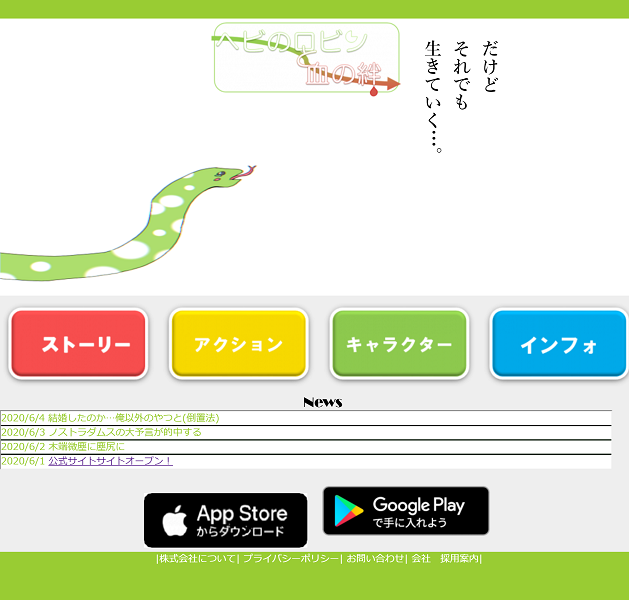 ヘビのロビン
血の絆
だけど
それでも
生きていく…。
ストーリー
アクション
キャラクター
インフォ
News
2020/6/4 結婚したのか…俺以外のやつと(倒置法)
2020/6/3 ノストラダムスの大予言が的中する
2020/6/2 木端微塵に塵尻に
2020/6/1 公式サイトサイトオープン！
App Store
からダウンロード
Google Play
で手に入れよう
|株式会社について| プライバシーポリシー| お問い合わせ| 会社　採用案内|